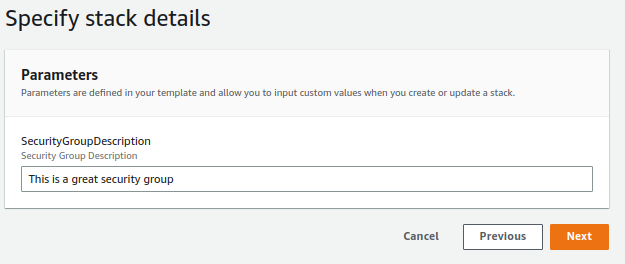 Specify stack details
Parameters
Parameters are defined in your template and allow you to input custom values when you create or update a stack.
SecurityGroupDescription
Security Group Description
This is a great security group
Cancel
Previous
Next